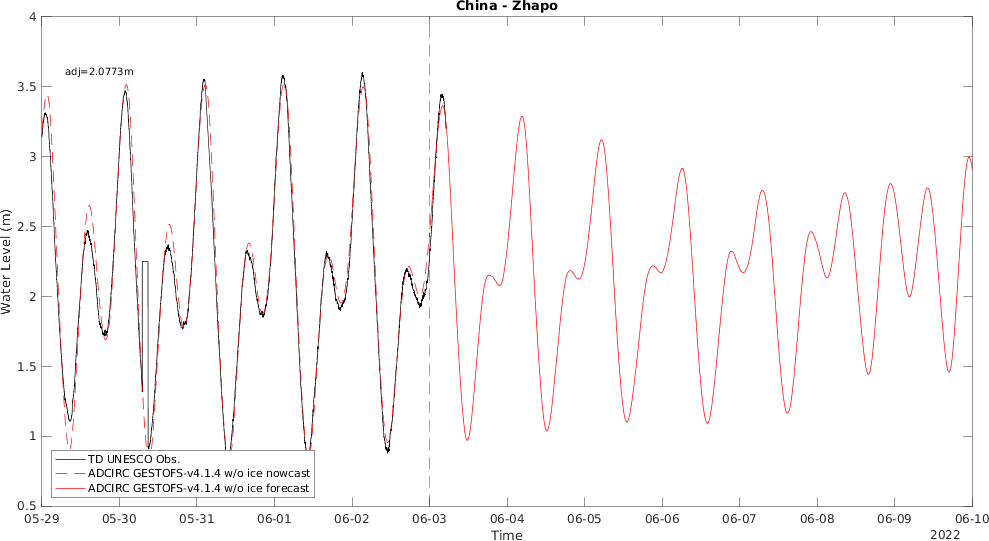 China - Zhapo
4
3.5
3
2.5
2
1.5
1
0.5
Water Level (m)
adj=2.0773m
TD UNESCO Obs.
ADCIRC GESTOFS-v4.1.4 w/o ice nowcast
ADCIRC GESTOFS-v4.1.4 w/o ice forecast
05-29 05-30 05-31 06-01 06-02 06-03 06-04 06-05 06-06 06-07 06-08 06-09 06-10
Time
2022